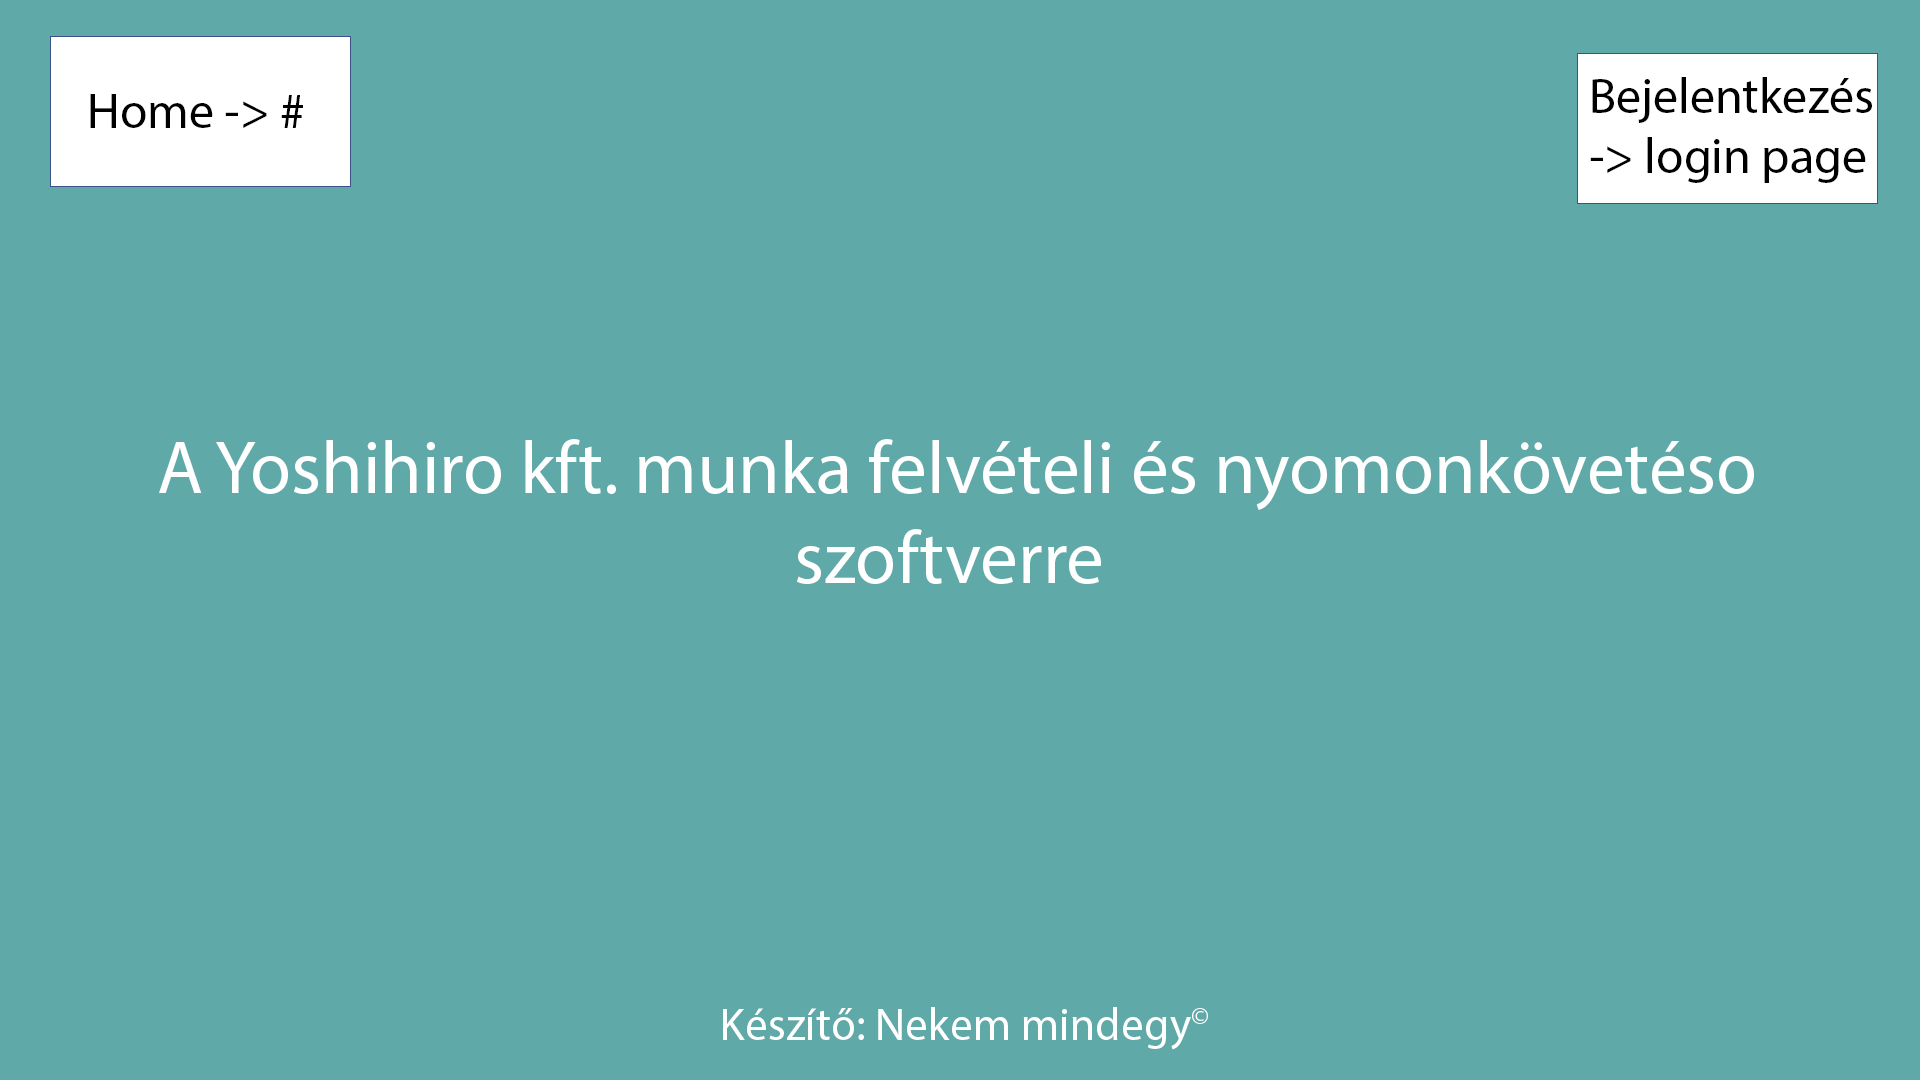 Home -> #
Bejelentkezés
-> login page
A Yoshihiro kft. munka felvételi és nyomonkövetéso
szoftverre
Készítő: Nekem mindegy©